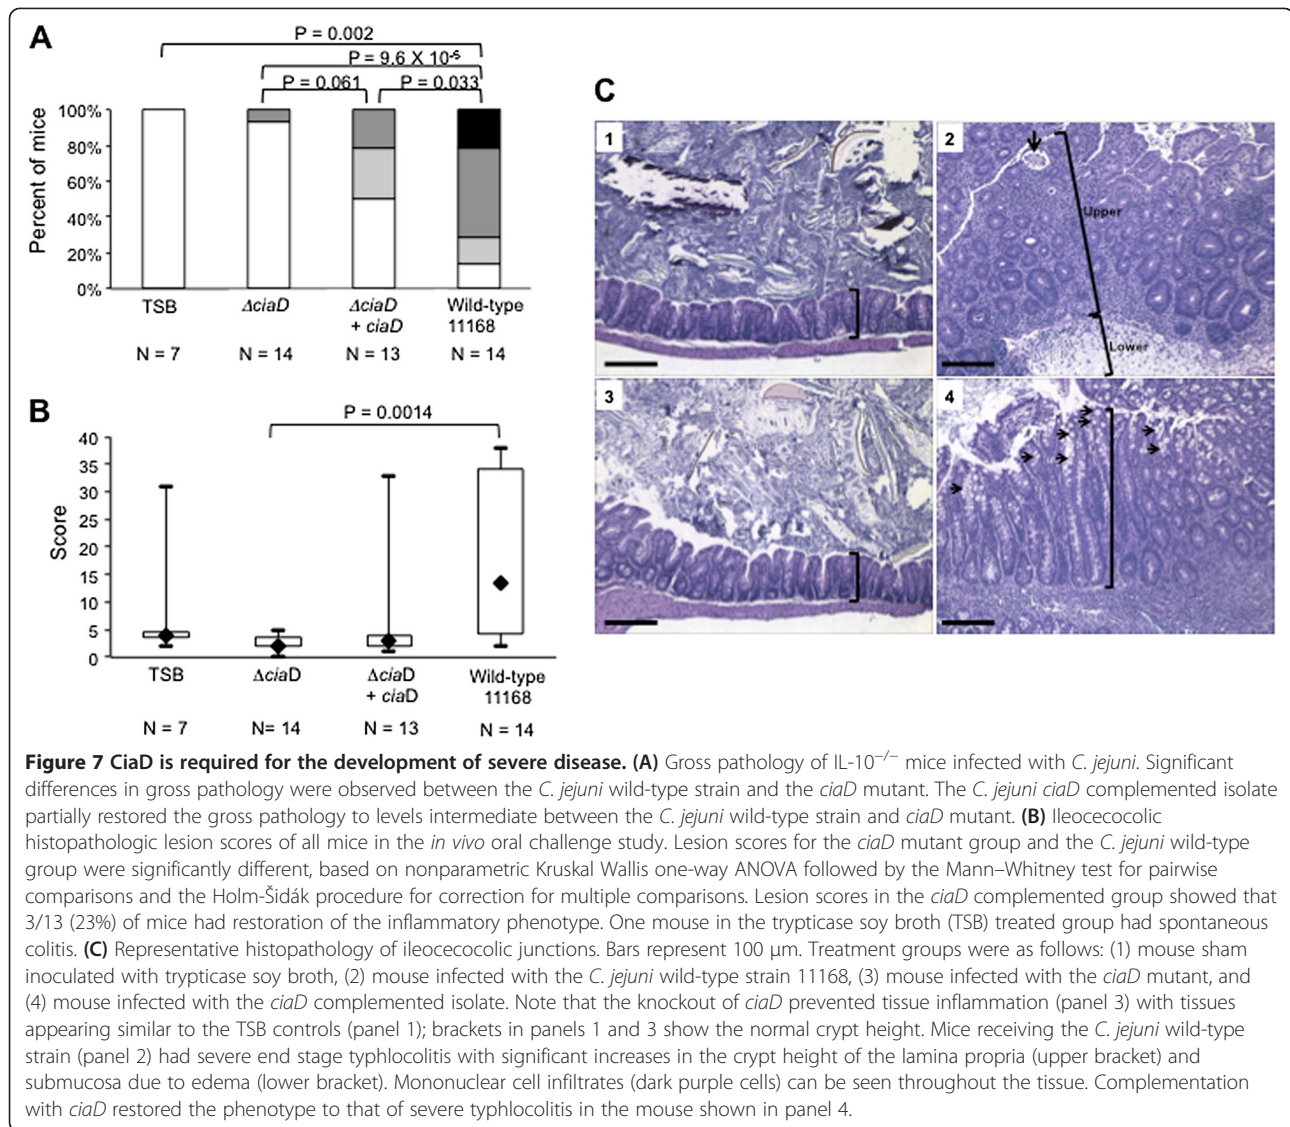 A
P = 0.002
P = 9.6 X 10⁻⁵
P = 0.061
P = 0.033
Percent of mice
100%
80%
60%
40%
20%
0%
TSB
ΔciaD
ΔciaD + ciaD
Wild-type 11168
N = 7
N = 14
N = 13
N = 14
B
P = 0.0014
Score
40
35
30
25
20
15
10
5
0
TSB
ΔciaD
ΔciaD + ciaD
Wild-type 11168
N = 7
N= 14
N = 13
N = 14
C
1
2
Upper
Lower
3
4
Figure 7 CiaD is required for the development of severe disease. (A) Gross pathology of IL-10−/− mice infected with C. jejuni. Significant
differences in gross pathology were observed between the C. jejuni wild-type strain and the ciaD mutant. The C. jejuni ciaD complemented isolate
partially restored the gross pathology to levels intermediate between the C. jejuni wild-type strain and ciaD mutant. (B) Ileocecocolic
histopathologic lesion scores of all mice in the in vivo oral challenge study. Lesion scores for the ciaD mutant group and the C. jejuni wild-type
group were significantly different, based on nonparametric Kruskal Wallis one-way ANOVA followed by the Mann–Whitney test for pairwise
comparisons and the Holm-Šidák procedure for correction for multiple comparisons. Lesion scores in the ciaD complemented group showed that
3/13 (23%) of mice had restoration of the inflammatory phenotype. One mouse in the trypticase soy broth (TSB) treated group had spontaneous
colitis. (C) Representative histopathology of ileocecocolic junctions. Bars represent 100 μm. Treatment groups were as follows: (1) mouse sham
inoculated with trypticase soy broth, (2) mouse infected with the C. jejuni wild-type strain 11168, (3) mouse infected with the ciaD mutant, and
(4) mouse infected with the ciaD complemented isolate. Note that the knockout of ciaD prevented tissue inflammation (panel 3) with tissues
appearing similar to the TSB controls (panel 1); brackets in panels 1 and 3 show the normal crypt height. Mice receiving the C. jejuni wild-type
strain (panel 2) had severe end stage typhlocolitis with significant increases in the crypt height of the lamina propria (upper bracket) and
submucosa due to edema (lower bracket). Mononuclear cell infiltrates (dark purple cells) can be seen throughout the tissue. Complementation
with ciaD restored the phenotype to that of severe typhlocolitis in the mouse shown in panel 4.